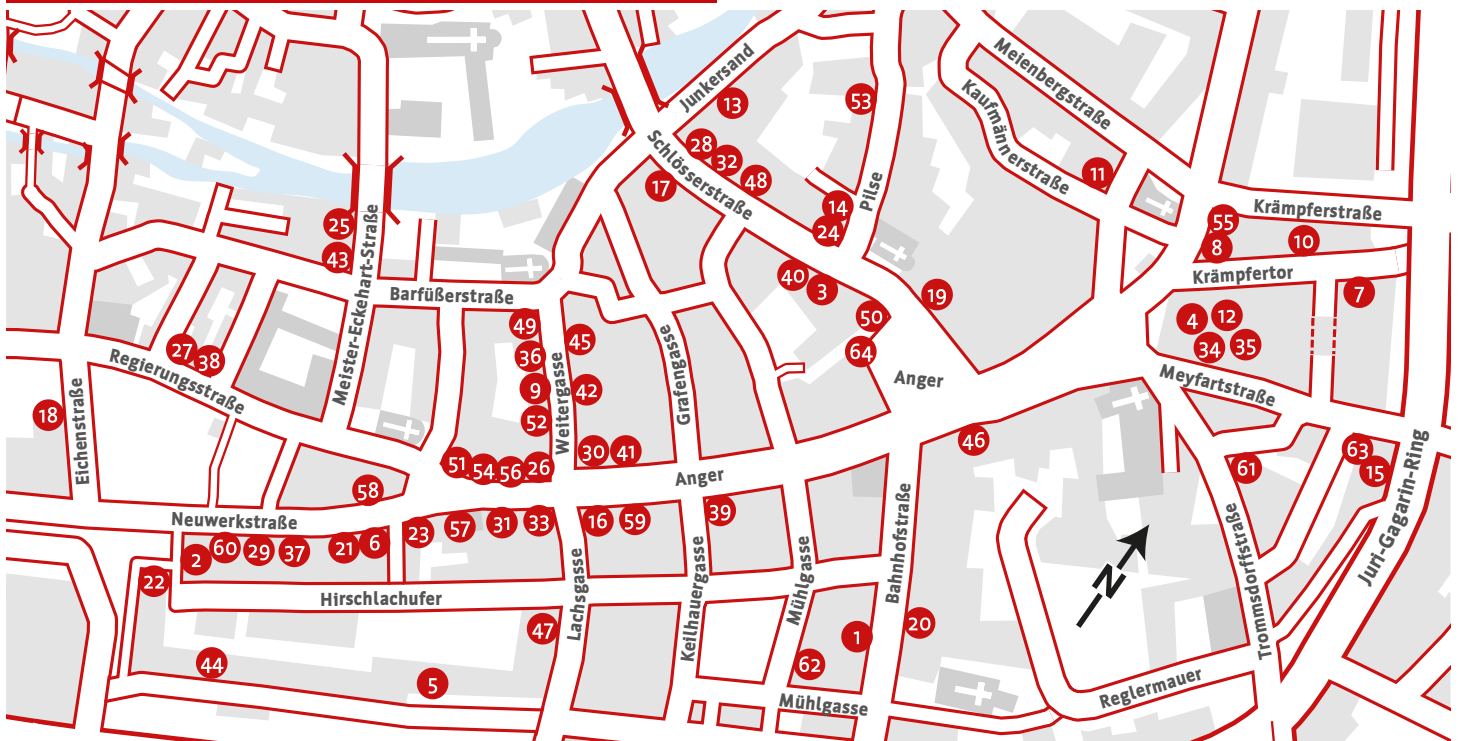 Junkersand
Meienbergstraße
13
53
Kaufmännerstraße
28
32
Schlösserstraße
48
17
11
Pilse
14
24
25
43
Meister-Eckehart-Straße
55
Krämpferstraße
8
10
Krämpfertor
40
3
19
7
Barfüßerstraße
50
4
12
34
35
49
36
45
64
27
38
Regierungsstraße
Anger
Meyfartstraße
9
42
52
Weitergasse
Grafengasse
18
Eichenstraße
46
51
54
56
26
30
41
Anger
63
15
61
Juri-Gagarin-Ring
58
Neuwerkstraße
23
57
31
33
16
59
39
2
60
29
37
21
6
22
Hirschlachufer
Lachsgasse
Keilhauergasse
Mühlgasse
Bahnhofstraße
Trommsdorffstraße
N
47
1
20
44
5
62
Mühlgasse
Reglermauer